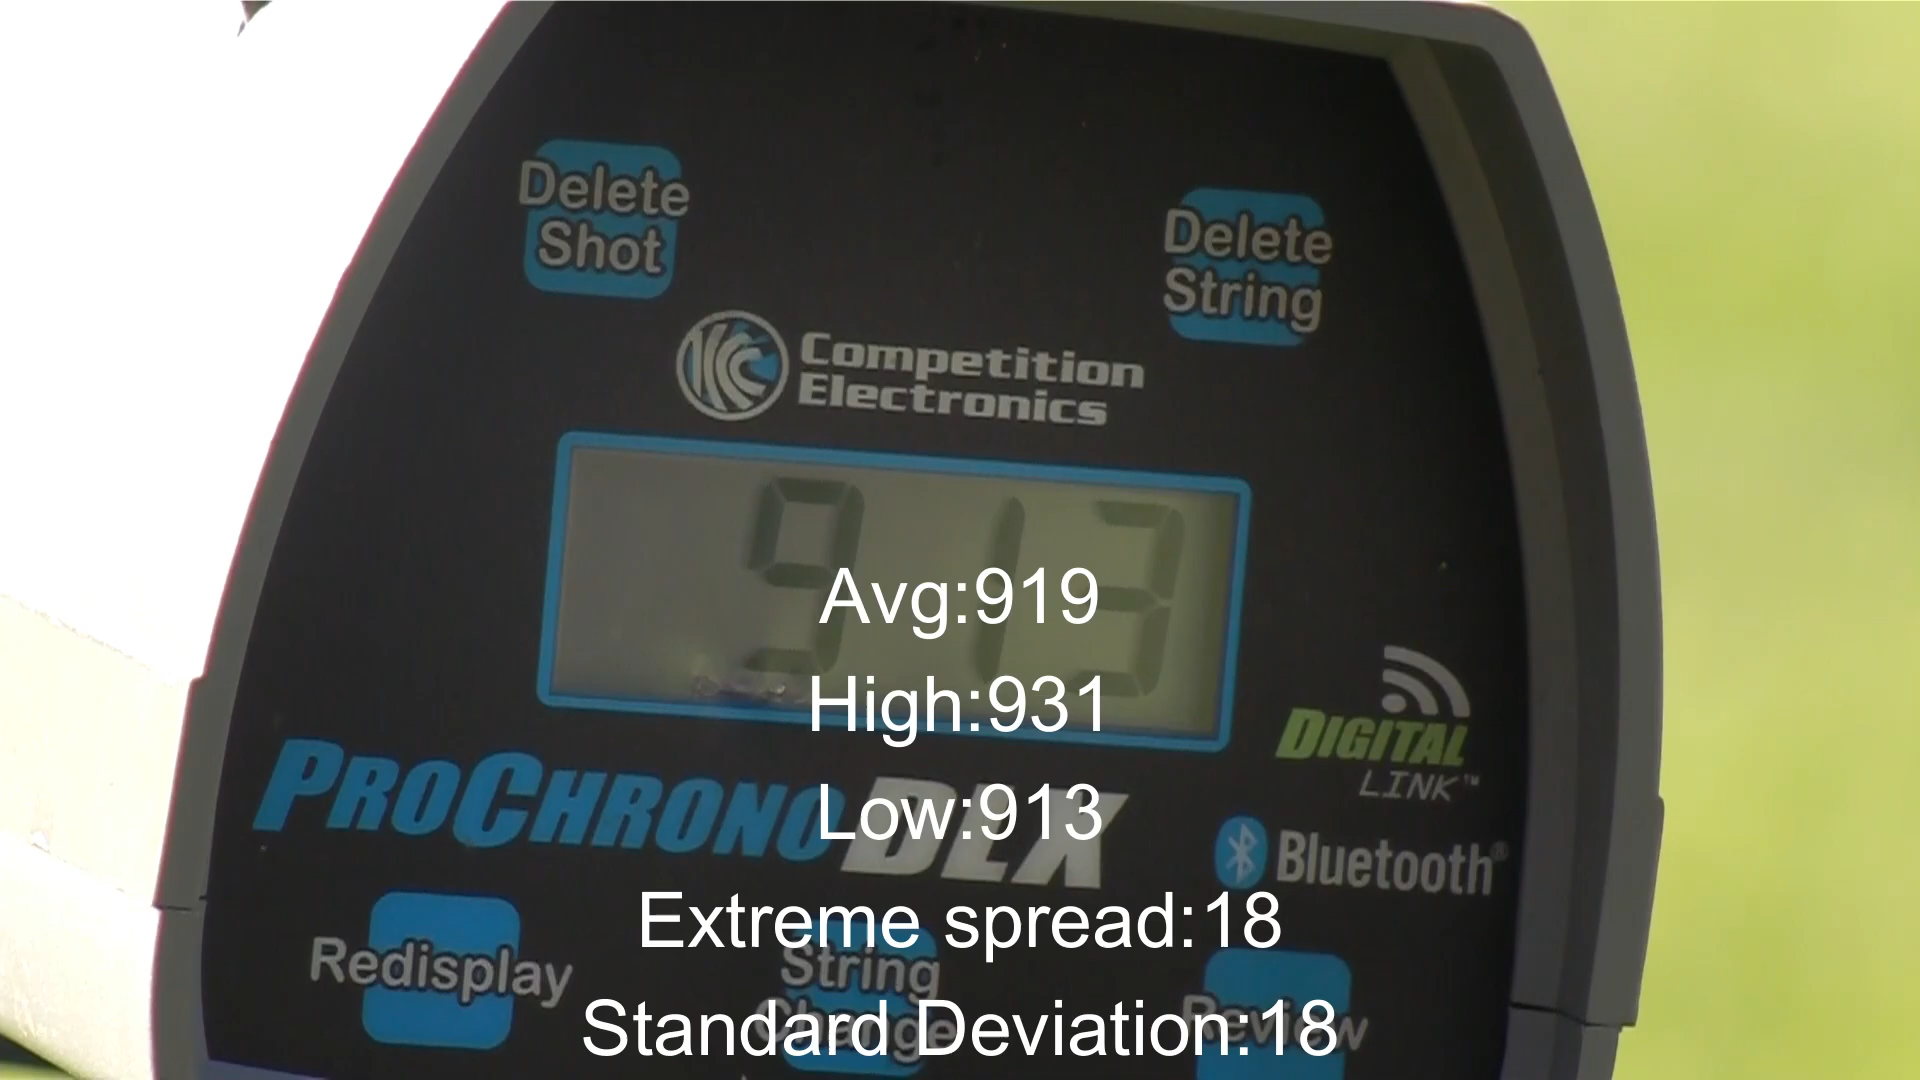 Delete
Shot
Delete
String
Competition
Electronics
913
Avg:919
High:931
Low:913
Extreme spread:18
Standard Deviation:18
DIGITAL
LINK™
PROCHRONO DLX
Bluetooth®
Redisplay
String
Change
Review